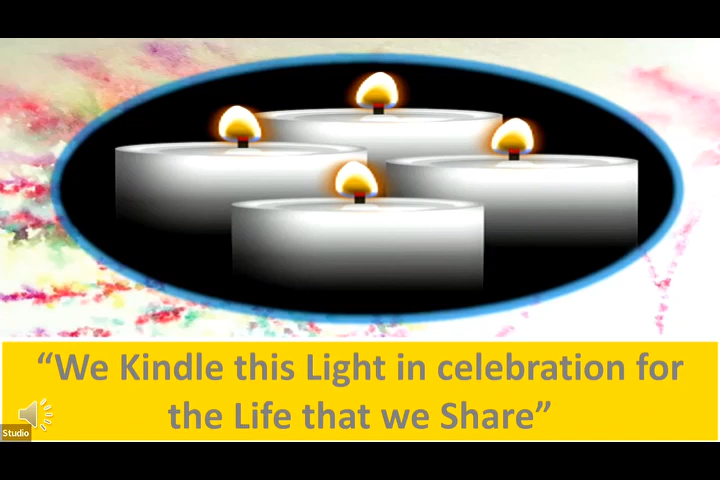 “We Kindle this Light in celebration for
the Life that we Share”
Studio